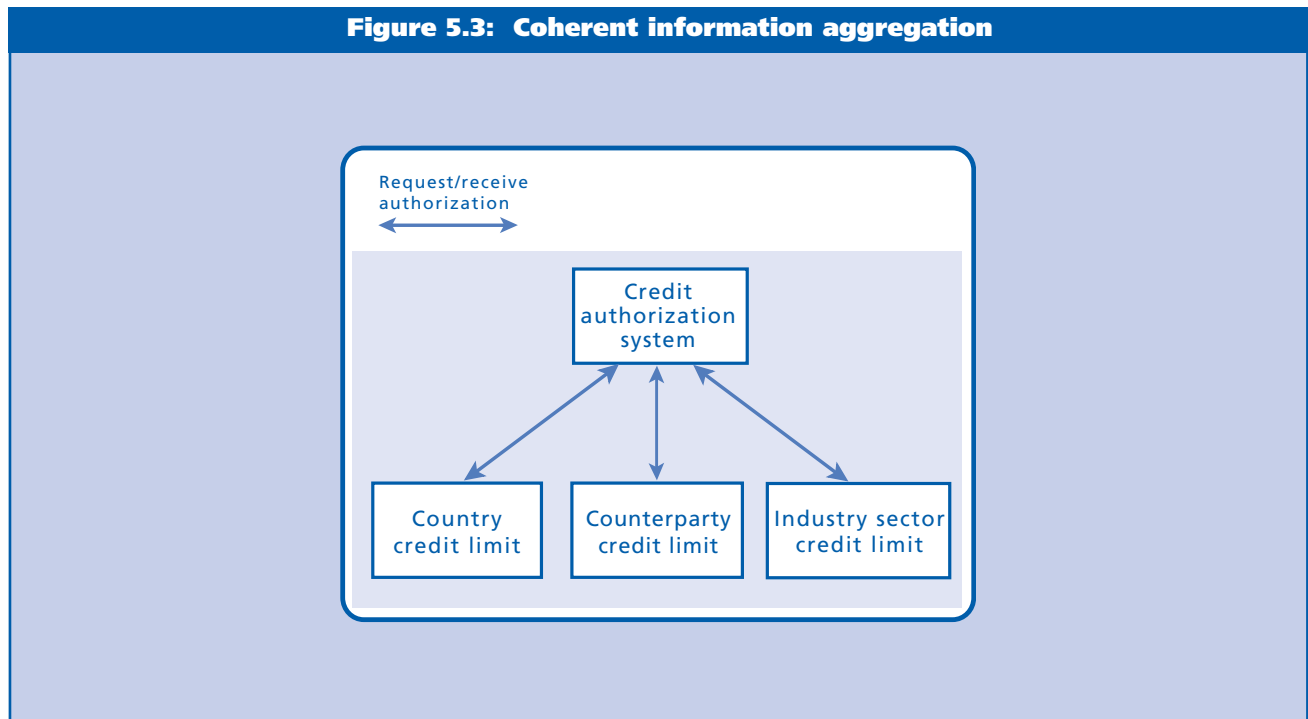 Figure 5.3: Coherent information aggregation
Request/receive
authorization
Credit
authorization
system
Country
credit limit
Counterparty
credit limit
Industry sector
credit limit